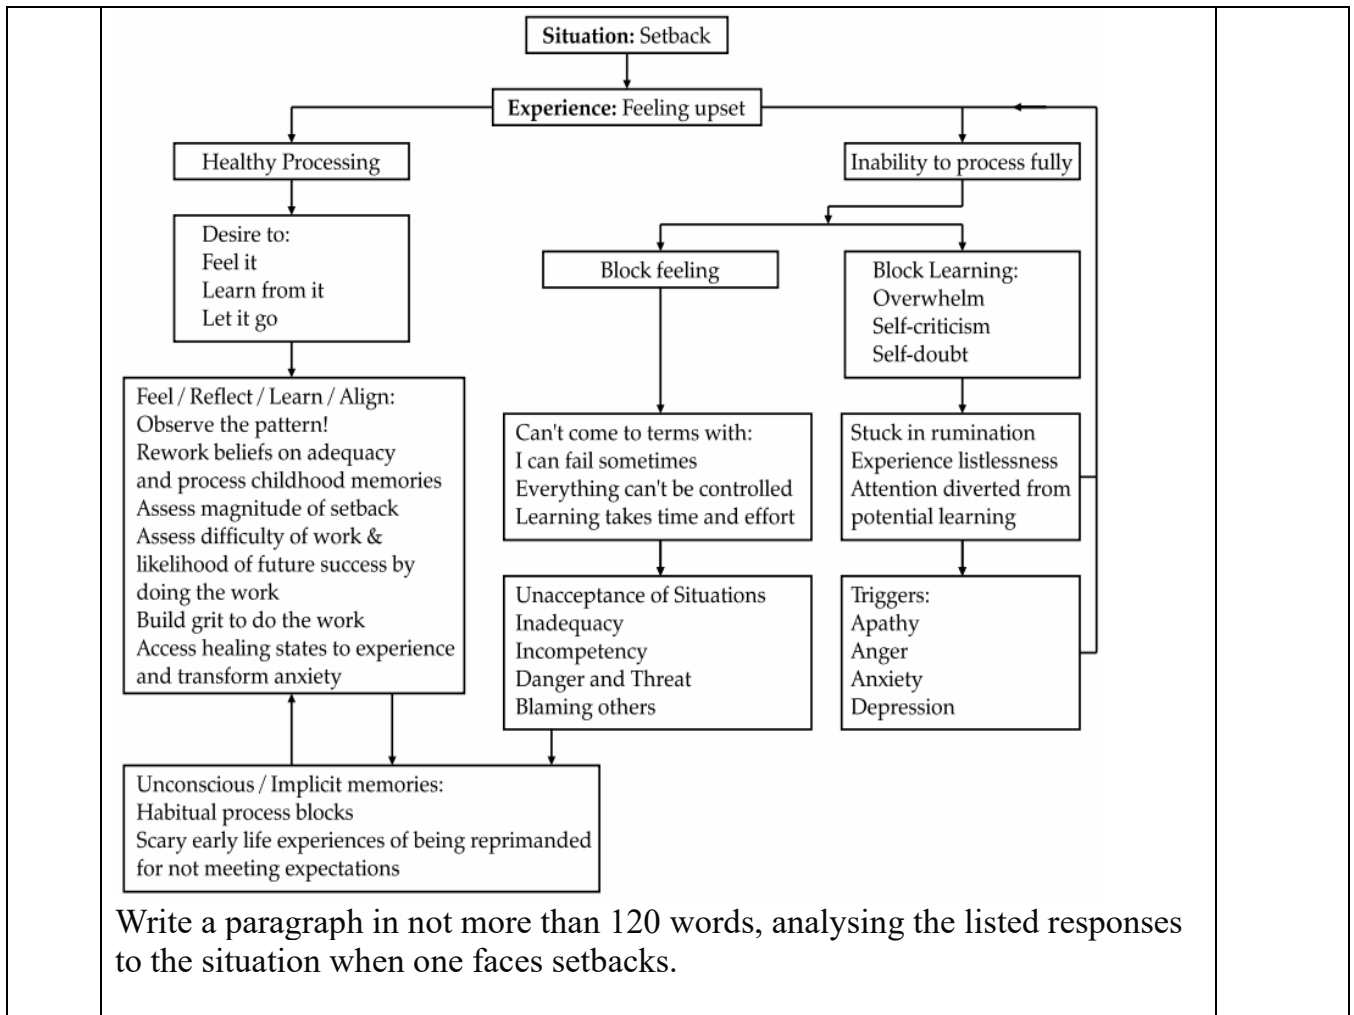 Situation: Setback
Experience: Feeling upset
Healthy Processing
Inability to process fully
Desire to:
Feel it
Learn from it
Let it go
Block feeling
Block Learning:
Overwhelm
Self-criticism
Self-doubt
Feel / Reflect / Learn / Align:
Observe the pattern!
Rework beliefs on adequacy
and process childhood memories
Assess magnitude of setback
Assess difficulty of work &
likelihood of future success by
doing the work
Build grit to do the work
Access healing states to experience
and transform anxiety
Can't come to terms with:
I can fail sometimes
Everything can't be controlled
Learning takes time and effort
Stuck in rumination
Experience listlessness
Attention diverted from
potential learning
Unacceptance of Situations
Inadequacy
Incompetency
Danger and Threat
Blaming others
Triggers:
Apathy
Anger
Anxiety
Depression
Unconscious / Implicit memories:
Habitual process blocks
Scary early life experiences of being reprimanded
for not meeting expectations
Write a paragraph in not more than 120 words, analysing the listed responses
to the situation when one faces setbacks.